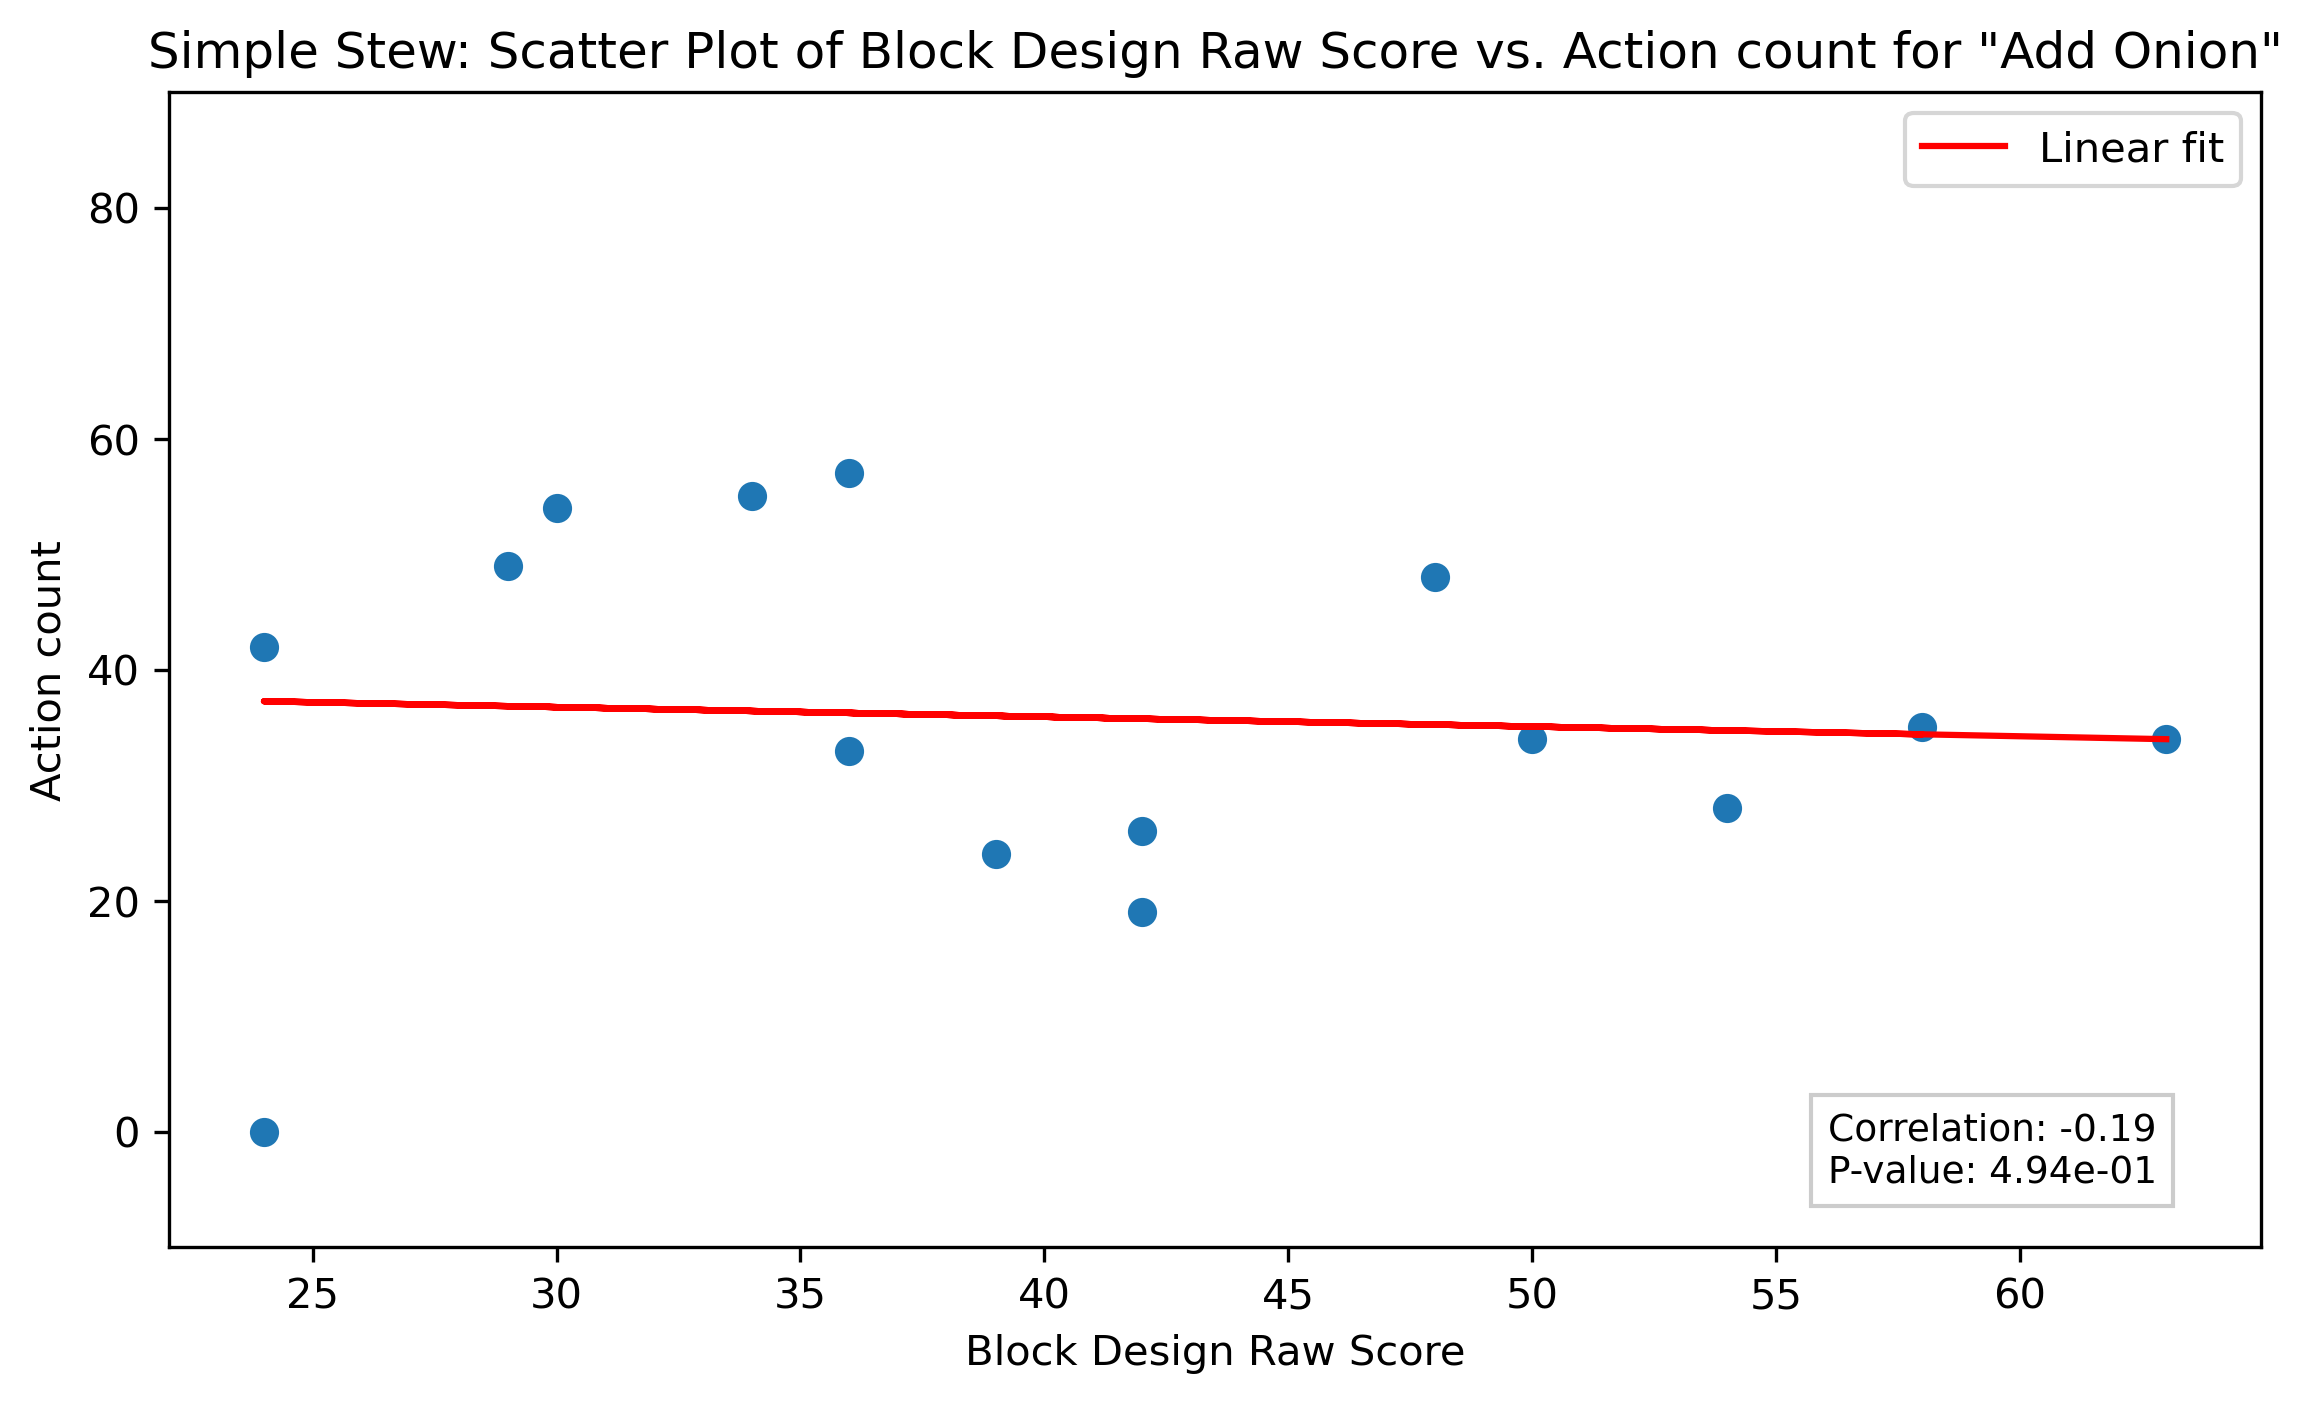 Simple Stew: Scatter Plot of Block Design Raw Score vs. Action count for "Add Onion"
Linear fit
80
60
40
20
0
Action count
Correlation: -0.19
P-value: 4.94e-01
25 30 35 40 45 50 55 60
Block Design Raw Score